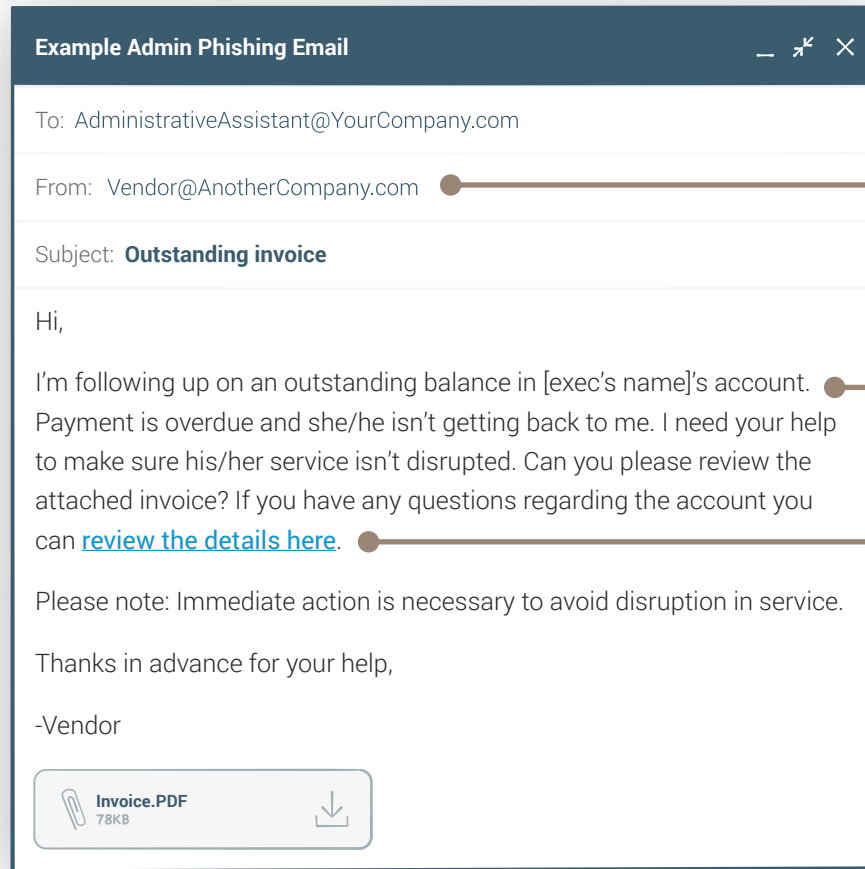 Example Admin Phishing Email
To: AdministrativeAssistant@YourCompany.com
From: Vendor@AnotherCompany.com
Subject: Outstanding invoice
Hi,
I’m following up on an outstanding balance in [exec’s name]’s account.
Payment is overdue and she/he isn’t getting back to me. I need your help
to make sure his/her service isn’t disrupted. Can you please review the
attached invoice? If you have any questions regarding the account you
can review the details here.
Please note: Immediate action is necessary to avoid disruption in service.
Thanks in advance for your help,
-Vendor
Invoice.PDF
78KB